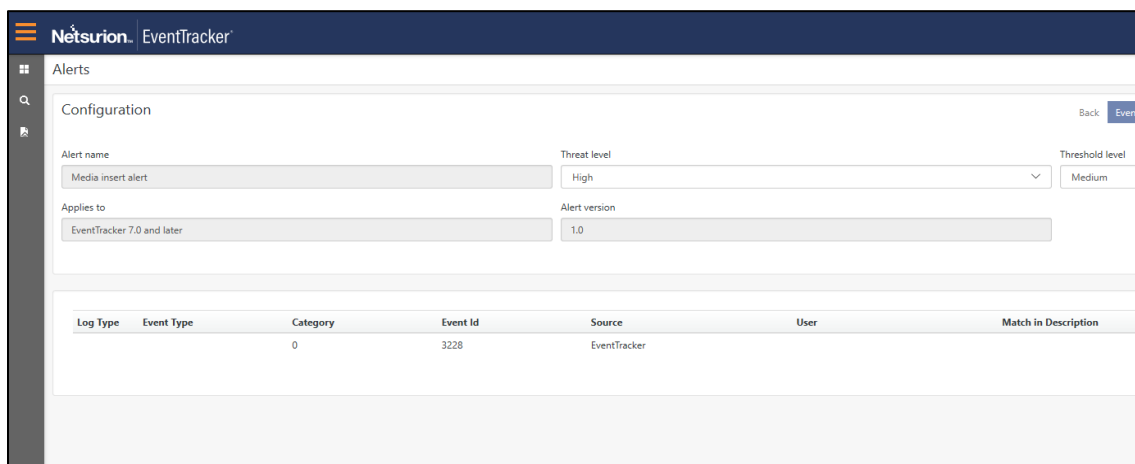 Netsurion. EventTracker
Alerts
Configuration
Back Even
Alert name Threat level Threshold level
Media insert alert High Medium
Applies to Alert version
EventTracker 7.0 and later 1.0
Log Type Event Type Category Event Id Source User Match in Description
0 3228 EventTracker